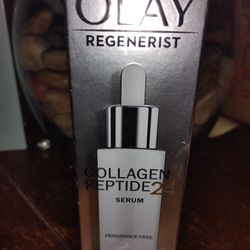 OLAY
REGENERIST
COLLAGEN
PEPTIDE24
SERUM
FRAGRANCE-FREE